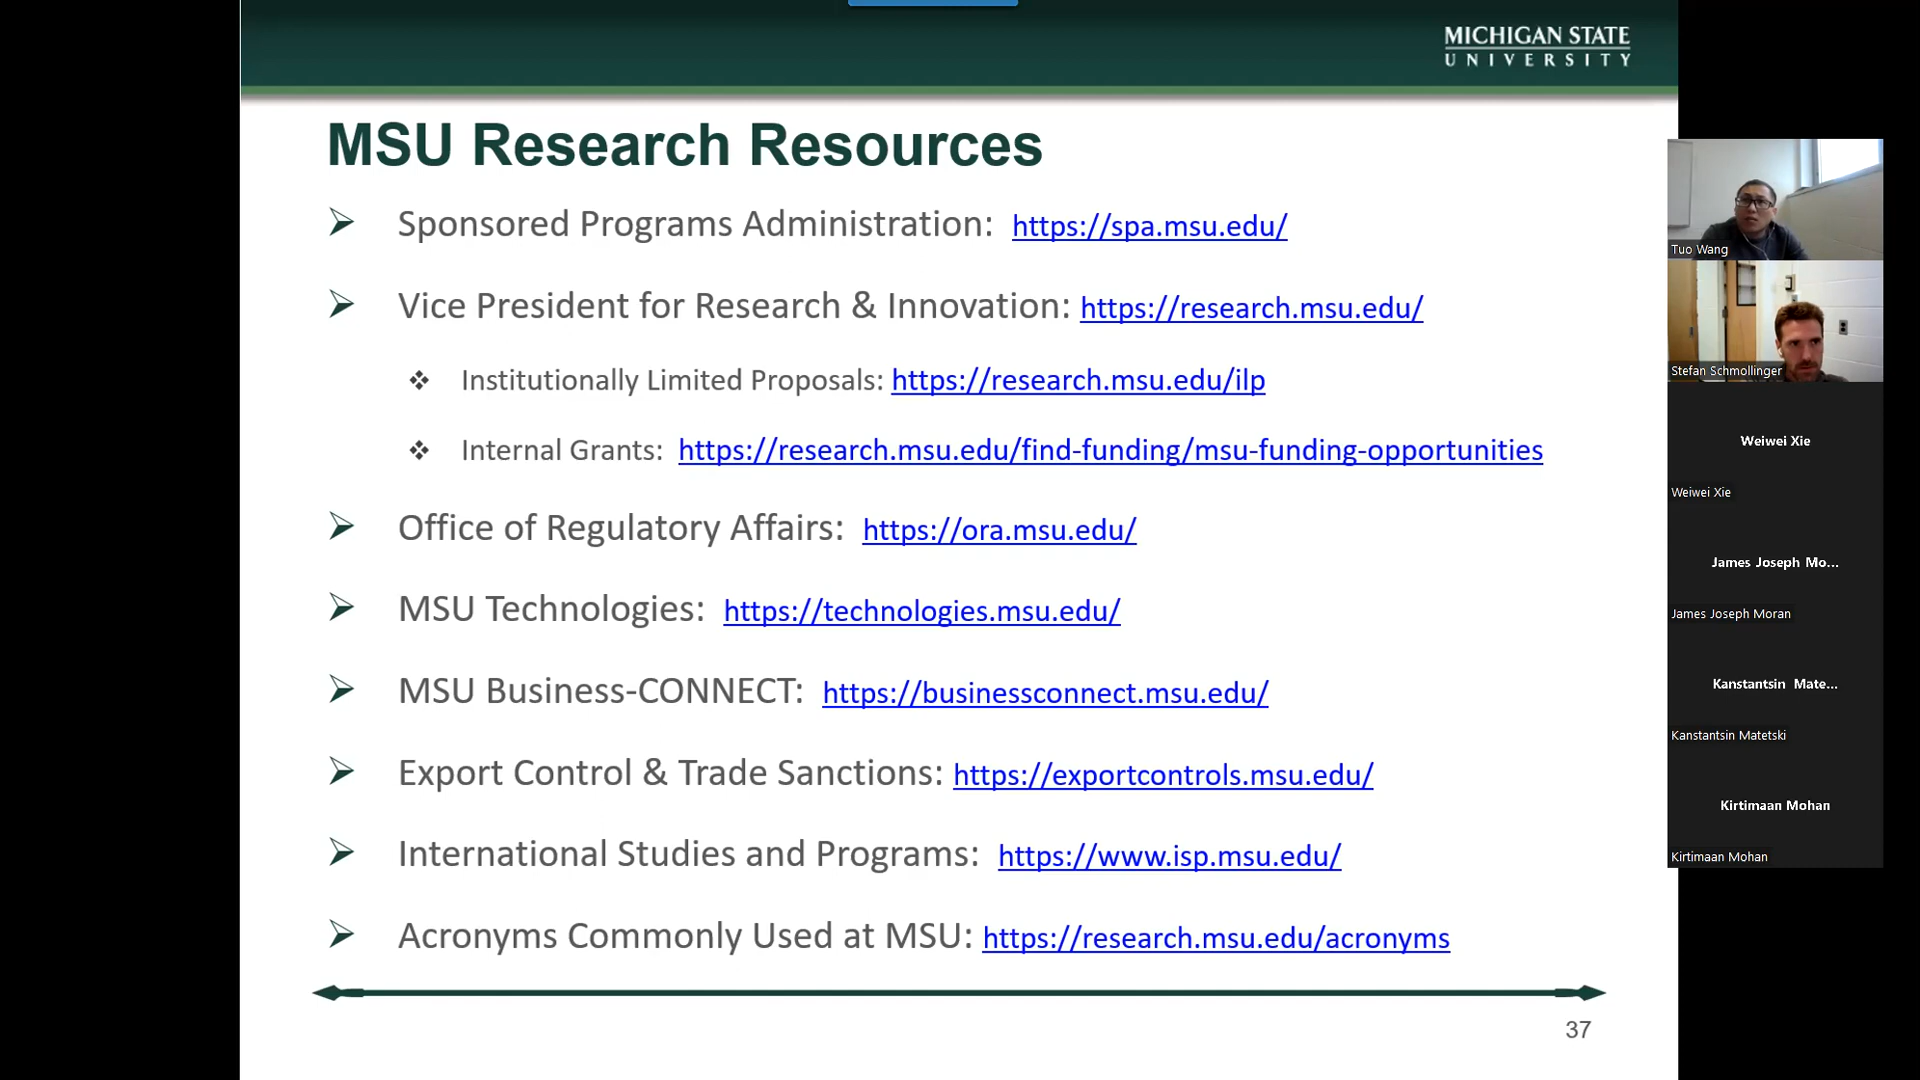 MICHIGAN STATE
UNIVERSITY
MSU Research Resources
Sponsored Programs Administration: https://spa.msu.edu/
Vice President for Research & Innovation: https://research.msu.edu/
Institutionally Limited Proposals: https://research.msu.edu/ilp
Internal Grants: https://research.msu.edu/find-funding/msu-funding-opportunities
Office of Regulatory Affairs: https://ora.msu.edu/
MSU Technologies: https://technologies.msu.edu/
MSU Business-CONNECT: https://businessconnect.msu.edu/
Export Control & Trade Sanctions: https://exportcontrols.msu.edu/
International Studies and Programs: https://www.isp.msu.edu/
Acronyms Commonly Used at MSU: https://research.msu.edu/acronyms
37
Tuo Wang
Stefan Schmollinger
Weiwei Xie
Weiwei Xie
James Joseph Mo...
James Joseph Moran
Kanstantsin Mate...
Kanstantsin Matetski
Kirtimaan Mohan
Kirtimaan Mohan